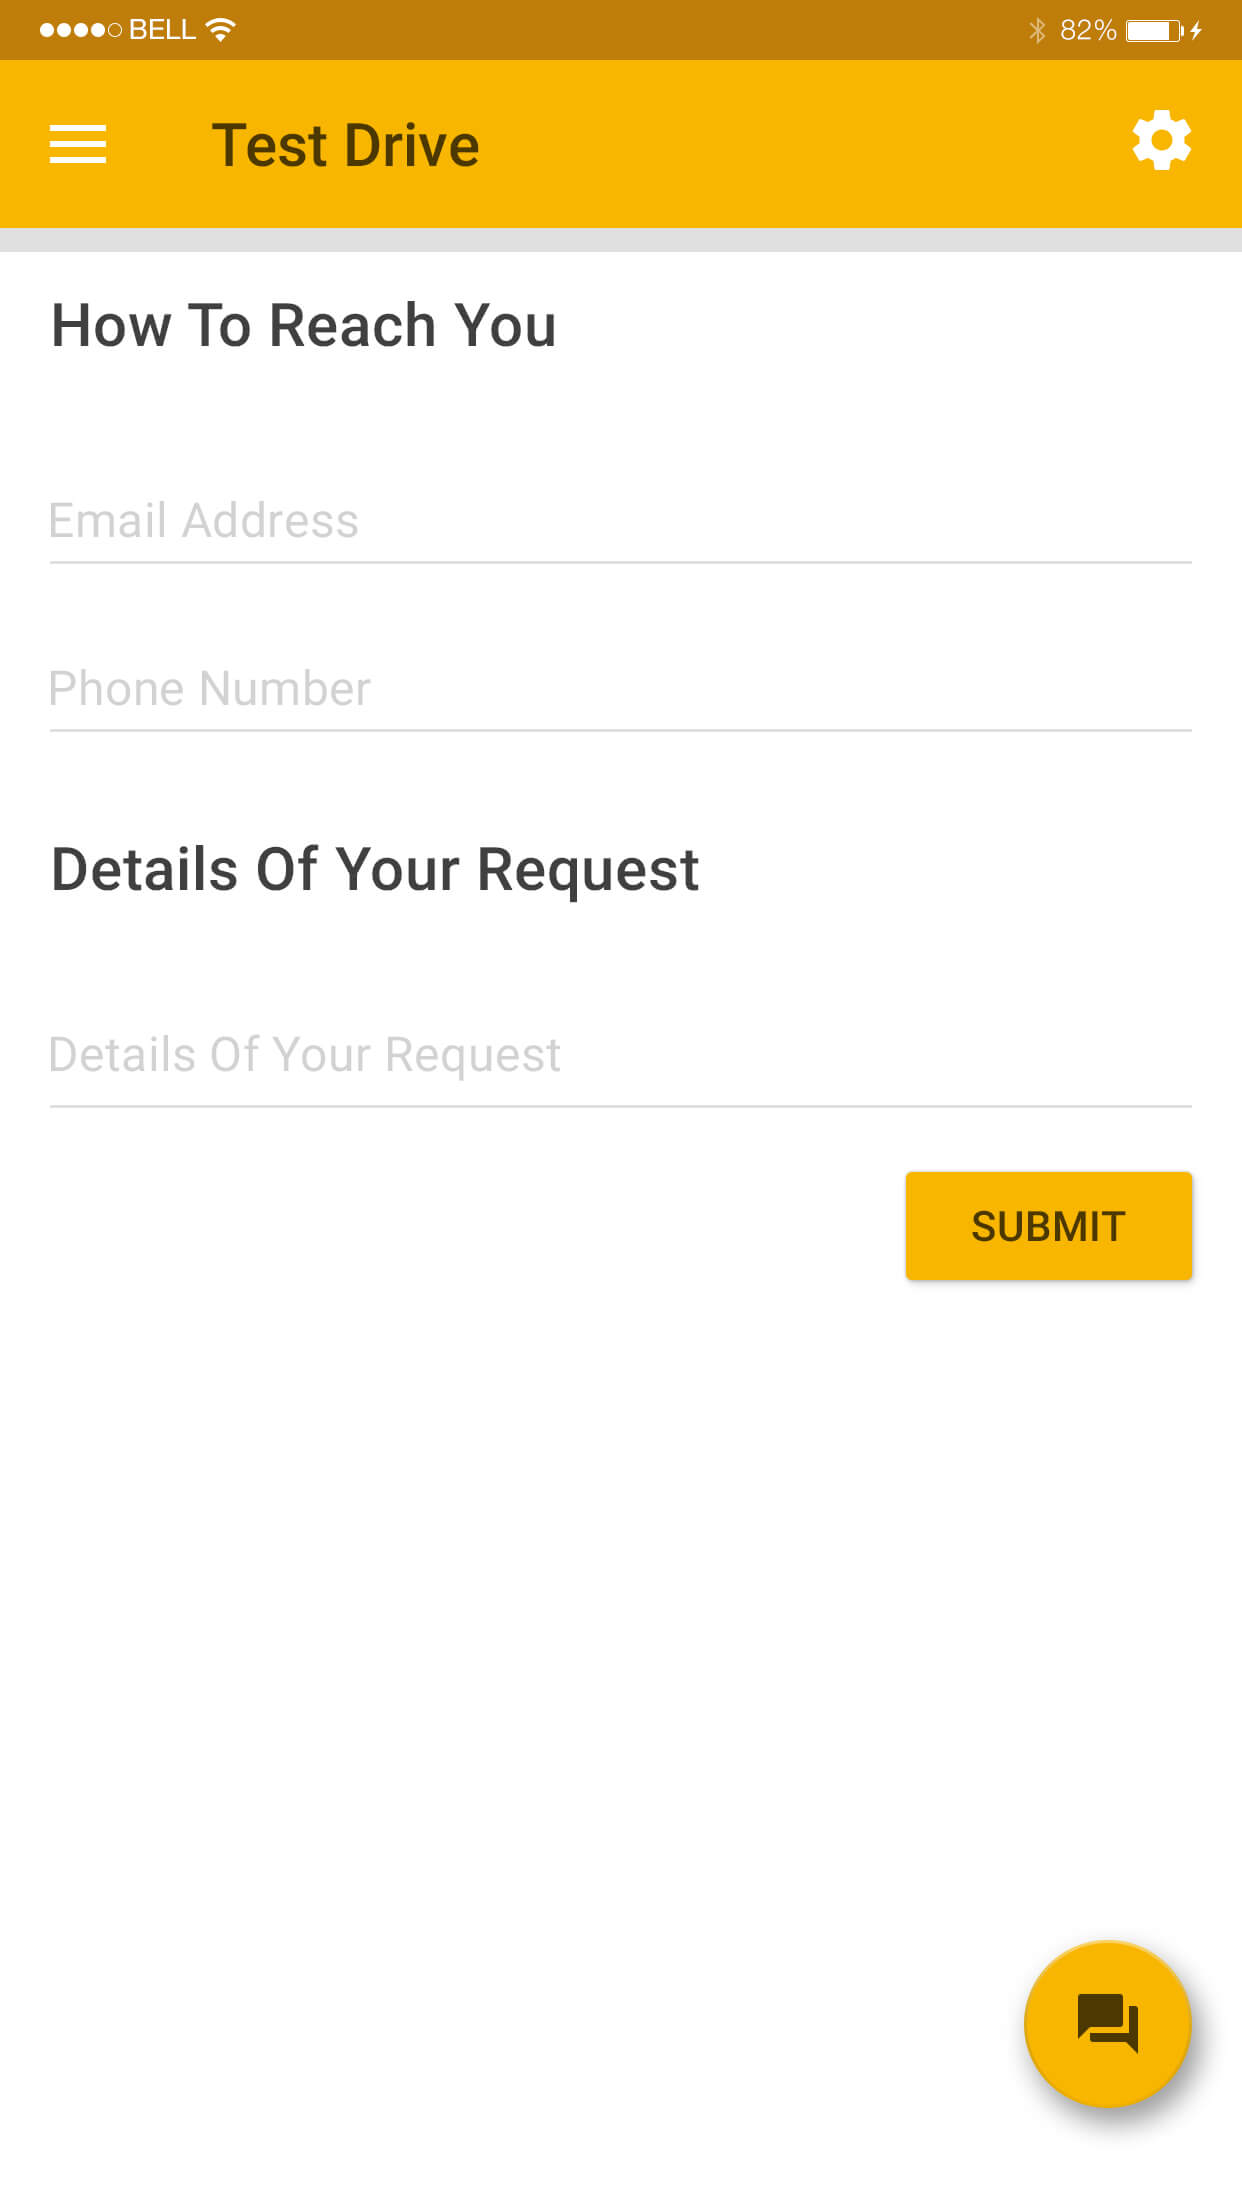 BELL 82%
Test Drive
How To Reach You
Email Address
Phone Number
Details Of Your Request
Details Of Your Request
SUBMIT